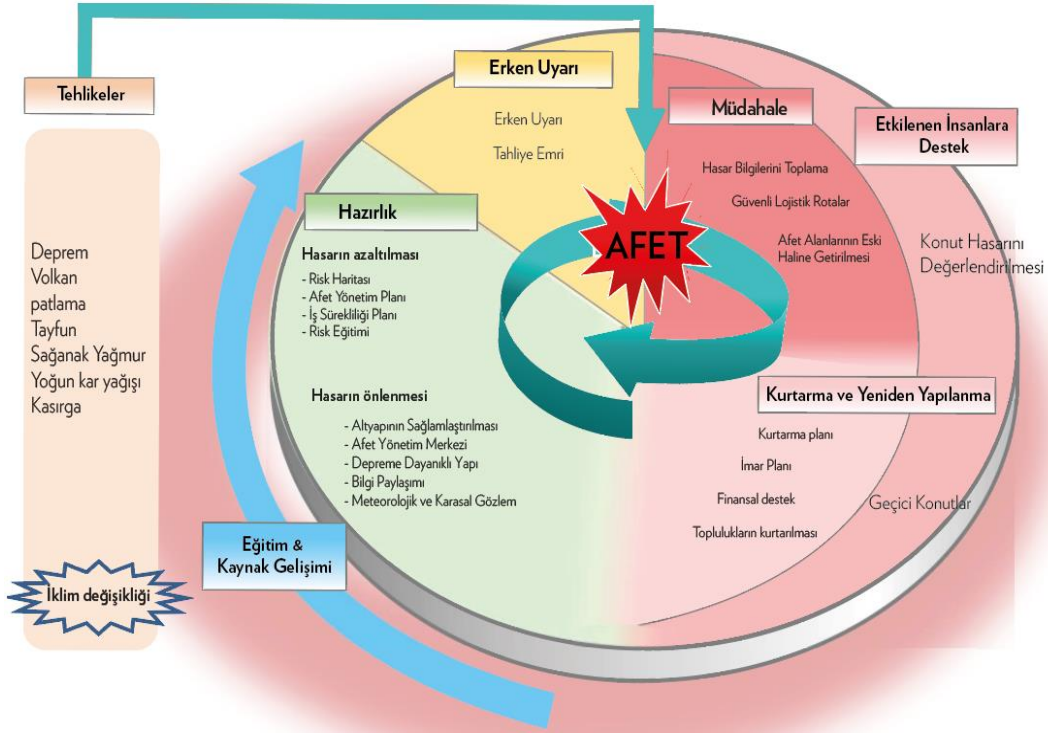 Tehlikeler
Deprem
Volkan
patlama
Tayfun
Sağanak Yağmur
Yoğun kar yağışı
Kasırga
İklim değişikliği
Erken Uyarı
Erken Uyarı
Tahliye Emri
Müdahale
Hasar Bilgilerini Toplama
Güvenli Lojistik Rotalar
Afet Alanlarının Eski
Haline Getirilmesi
Etkilenen İnsanlara
Destek
Konut Hasarını
Değerlendirilmesi
Geçici Konutlar
AFET
Hazırlık
Hasarın azaltılması
- Risk Haritası
- Afet Yönetim Planı
- İş Sürekliliği Planı
- Risk Eğitimi
Hasarın önlenmesi
- Altyapının Sağlamlaştırılması
- Afet Yönetim Merkezi
- Depreme Dayanıklı Yapı
- Bilgi Paylaşımı
- Meteorolojik ve Karasal Gözlem
Kurtarma ve Yeniden Yapılanma
Kurtarma planı
İmar Planı
Finansal destek
Toplulukların kurtarılması
Eğitim &
Kaynak Gelişimi